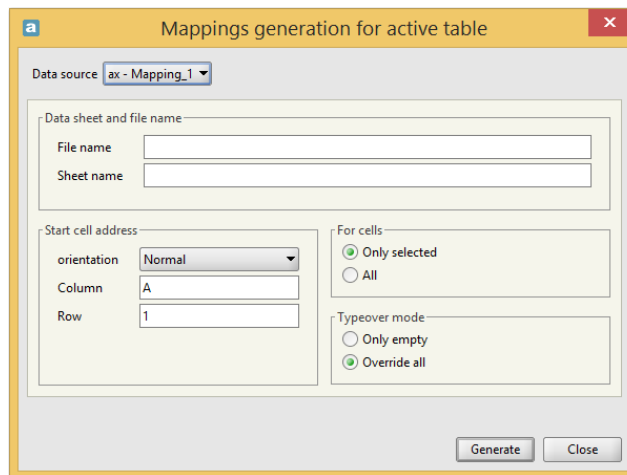 a Mappings generation for active table x
Data source ax - Mapping_1
Data sheet and file name
File name
Sheet name
Start cell address
orientation Normal
Column A
Row 1
For cells
Only selected
All
Typeover mode
Only empty
Override all
Generate Close